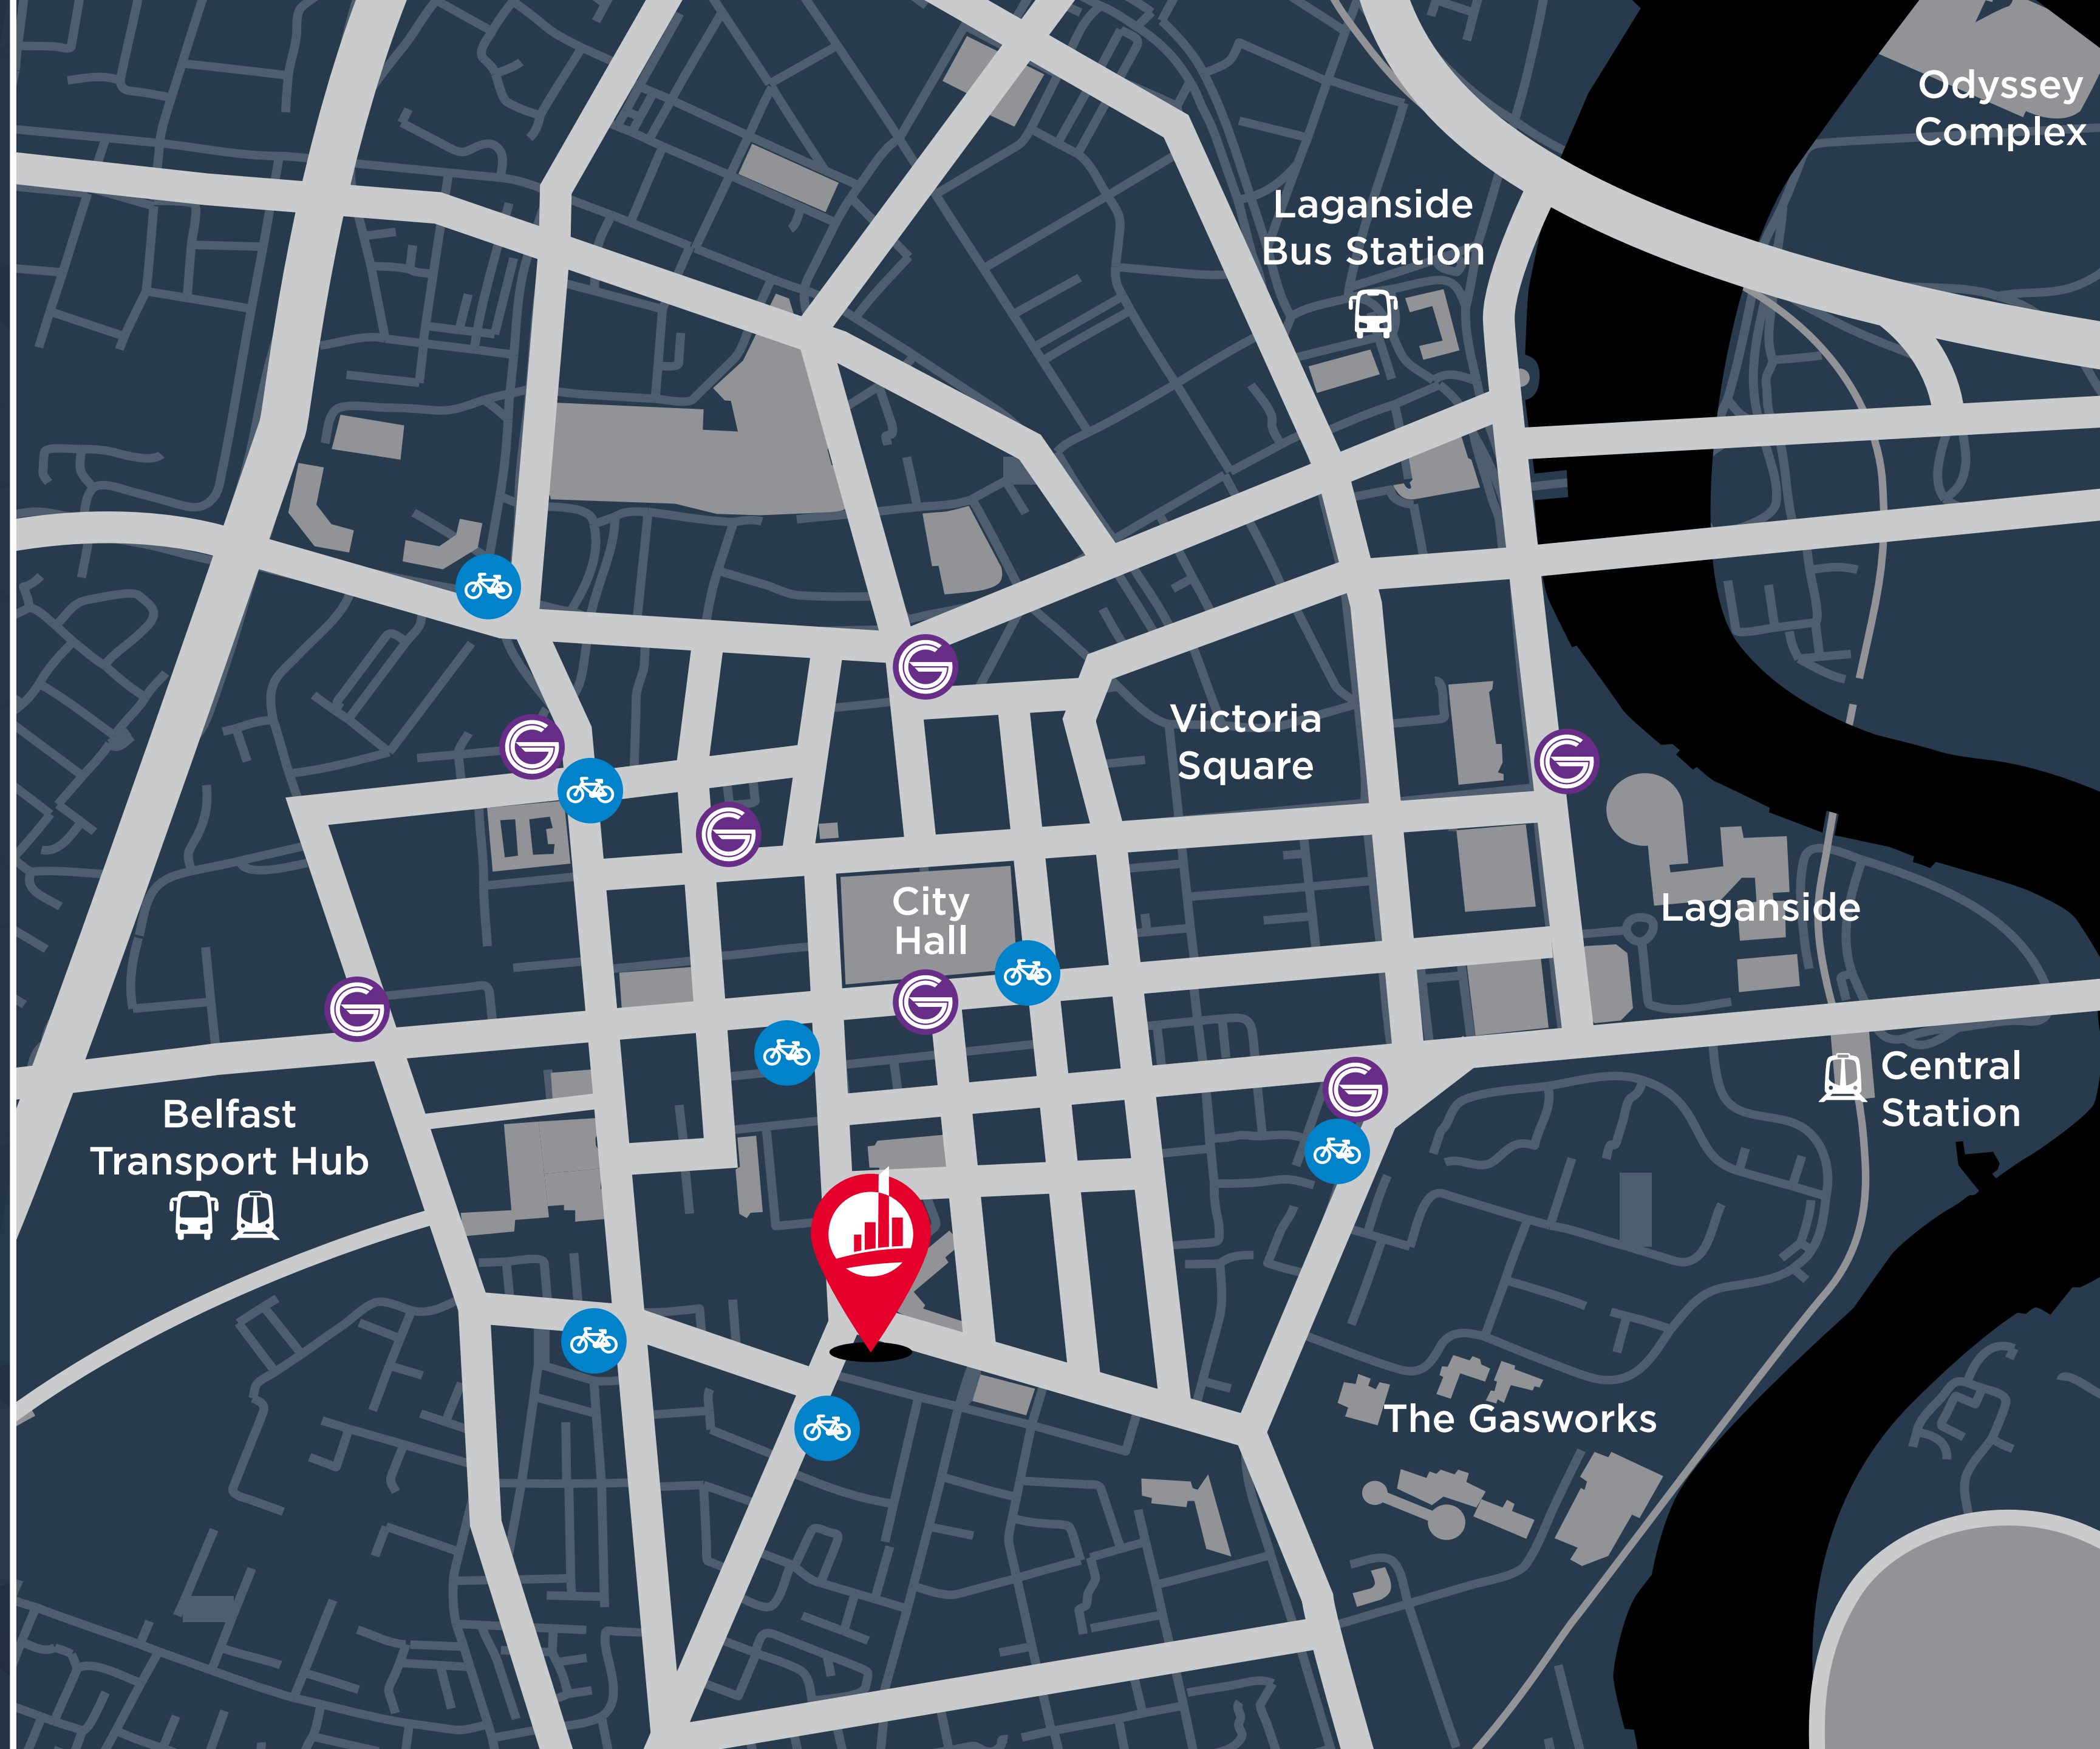 Odyssey
Complex
Laganside
Bus Station
Victoria
Square
City
Hall
Laganside
Central
Station
Belfast
Transport Hub
The Gasworks
G
G
G
G
G
G
G